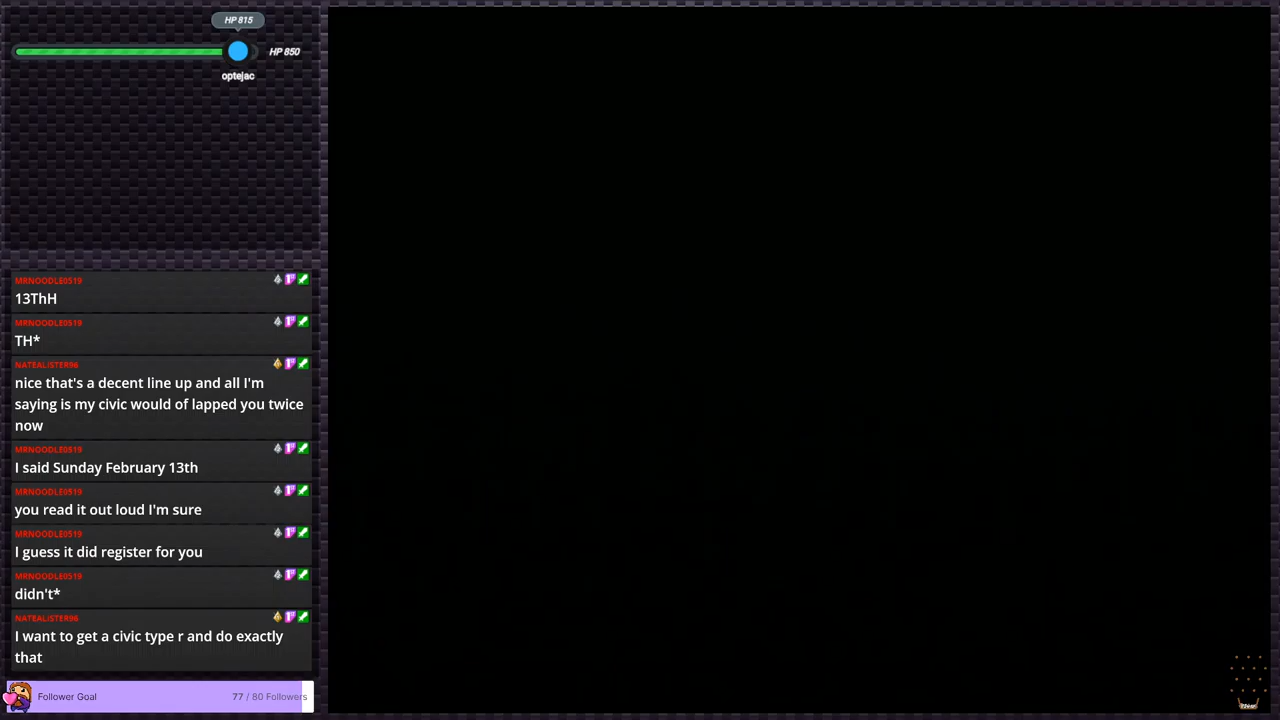 HP 815
HP 850
optejac
MRNOODLE0519
13ThH
MRNOODLE0519
TH*
NATEALISTER96
nice that's a decent line up and all I'm
saying is my civic would of lapped you twice
now
MRNOODLE0519
I said Sunday February 13th
MRNOODLE0519
you read it out loud I'm sure
MRNOODLE0519
I guess it did register for you
MRNOODLE0519
didn't*
NATEALISTER96
I want to get a civic type r and do exactly
that
Follower Goal
77 / 80 Followers